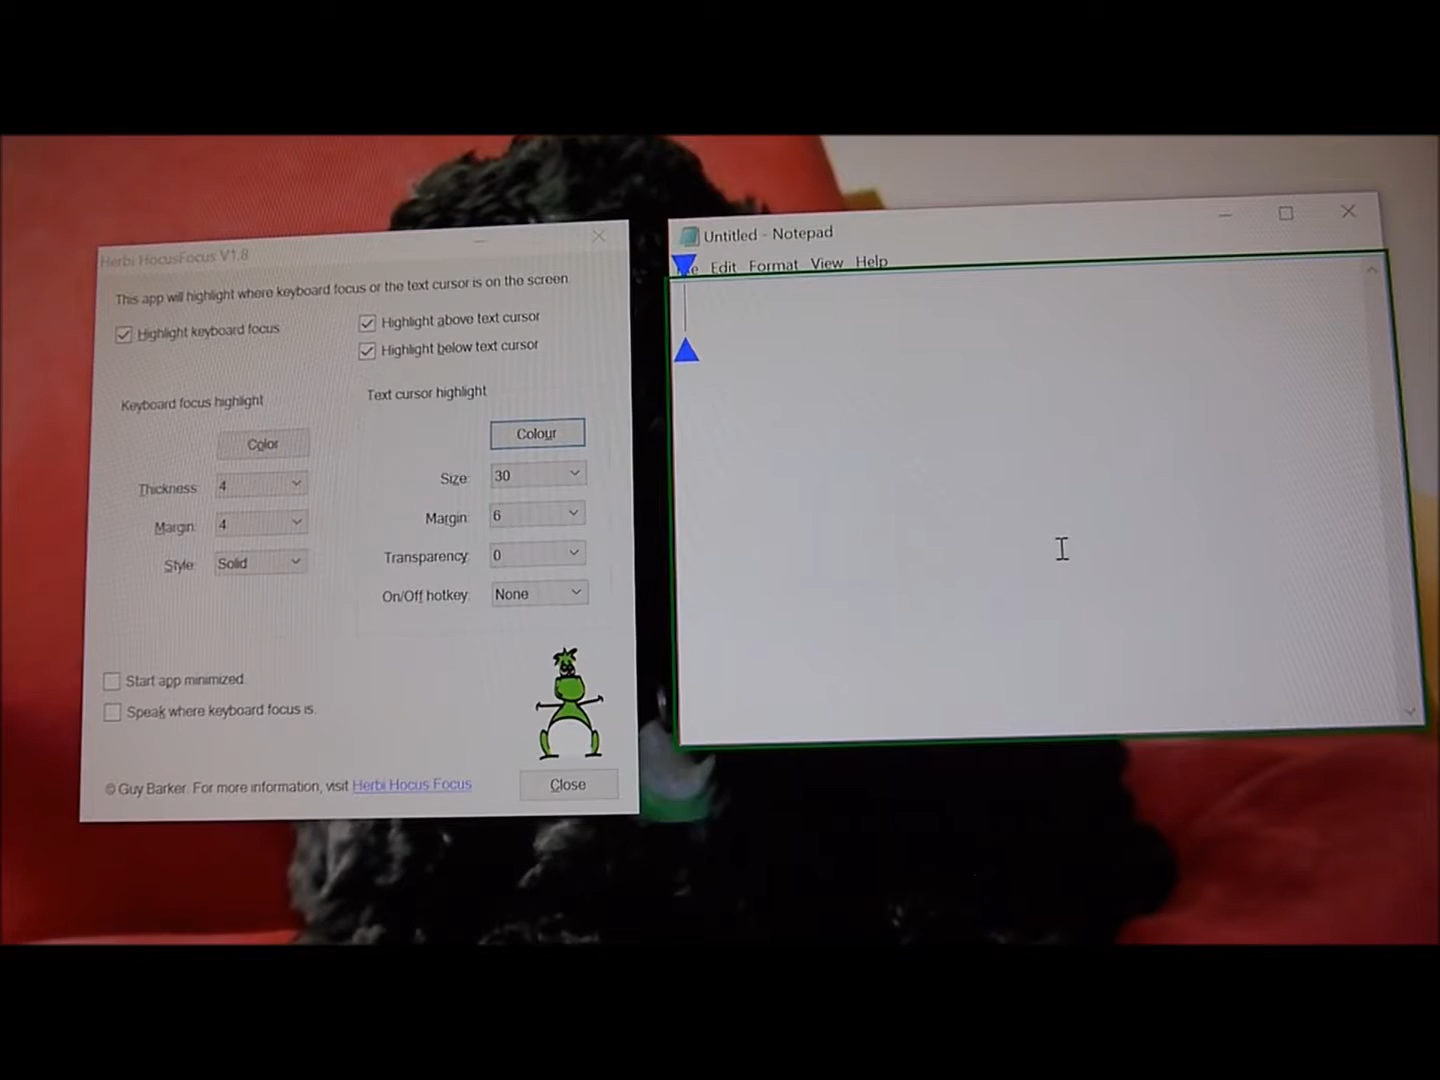 Herbi HocusFocus V1.8
This app will highlight where keyboard focus or the text cursor is on the screen
Highlight keyboard focus
Highlight above text cursor
Highlight below text cursor
Keyboard focus highlight
Color
Thickness: 4
Margin: 4
Style: Solid
Text cursor highlight
Colour
Size: 30
Margin: 6
Transparency: 0
On/Off hotkey: None
Start app minimized.
Speak where keyboard focus is.
© Guy Barker. For more information, visit Herbi Hocus Focus
Close
Untitled - Notepad
Edit Format View Help